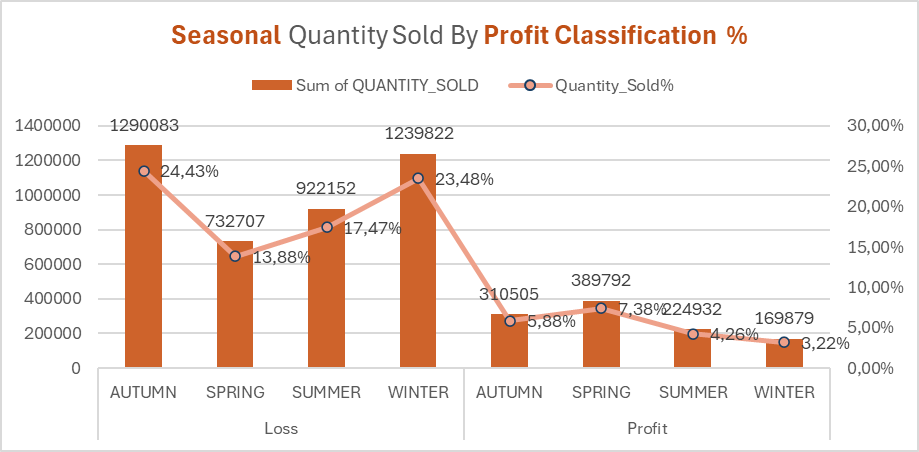 Seasonal Quantity Sold By Profit Classification %
Sum of QUANTITY_SOLD Quantity_Sold%
1400000 1200000 1000000 800000 600000 400000 200000 0
30,00% 25,00% 20,00% 15,00% 10,00% 5,00% 0,00%
1290083 732707 922152 1239822 310505 389792 224932 169879
24,43% 13,88% 17,47% 23,48% 5,88% 7,38% 4,26% 3,22%
AUTUMN SPRING SUMMER WINTER AUTUMN SPRING SUMMER WINTER
Loss Profit